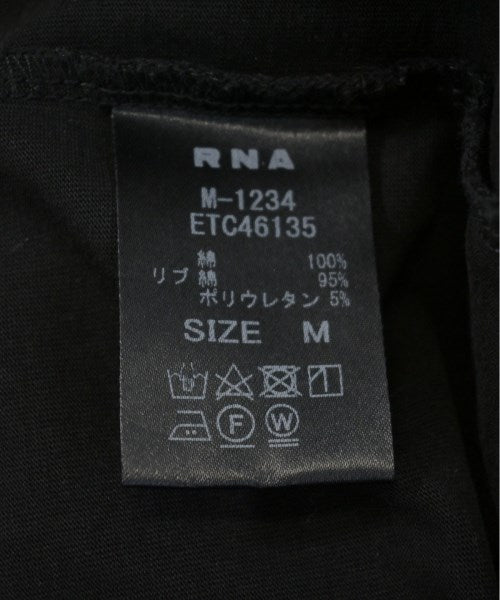 RNA
M-1234
ETC46135
綿 100%
リブ 綿 95%
ポリウレタン 5%
SIZE M
F W